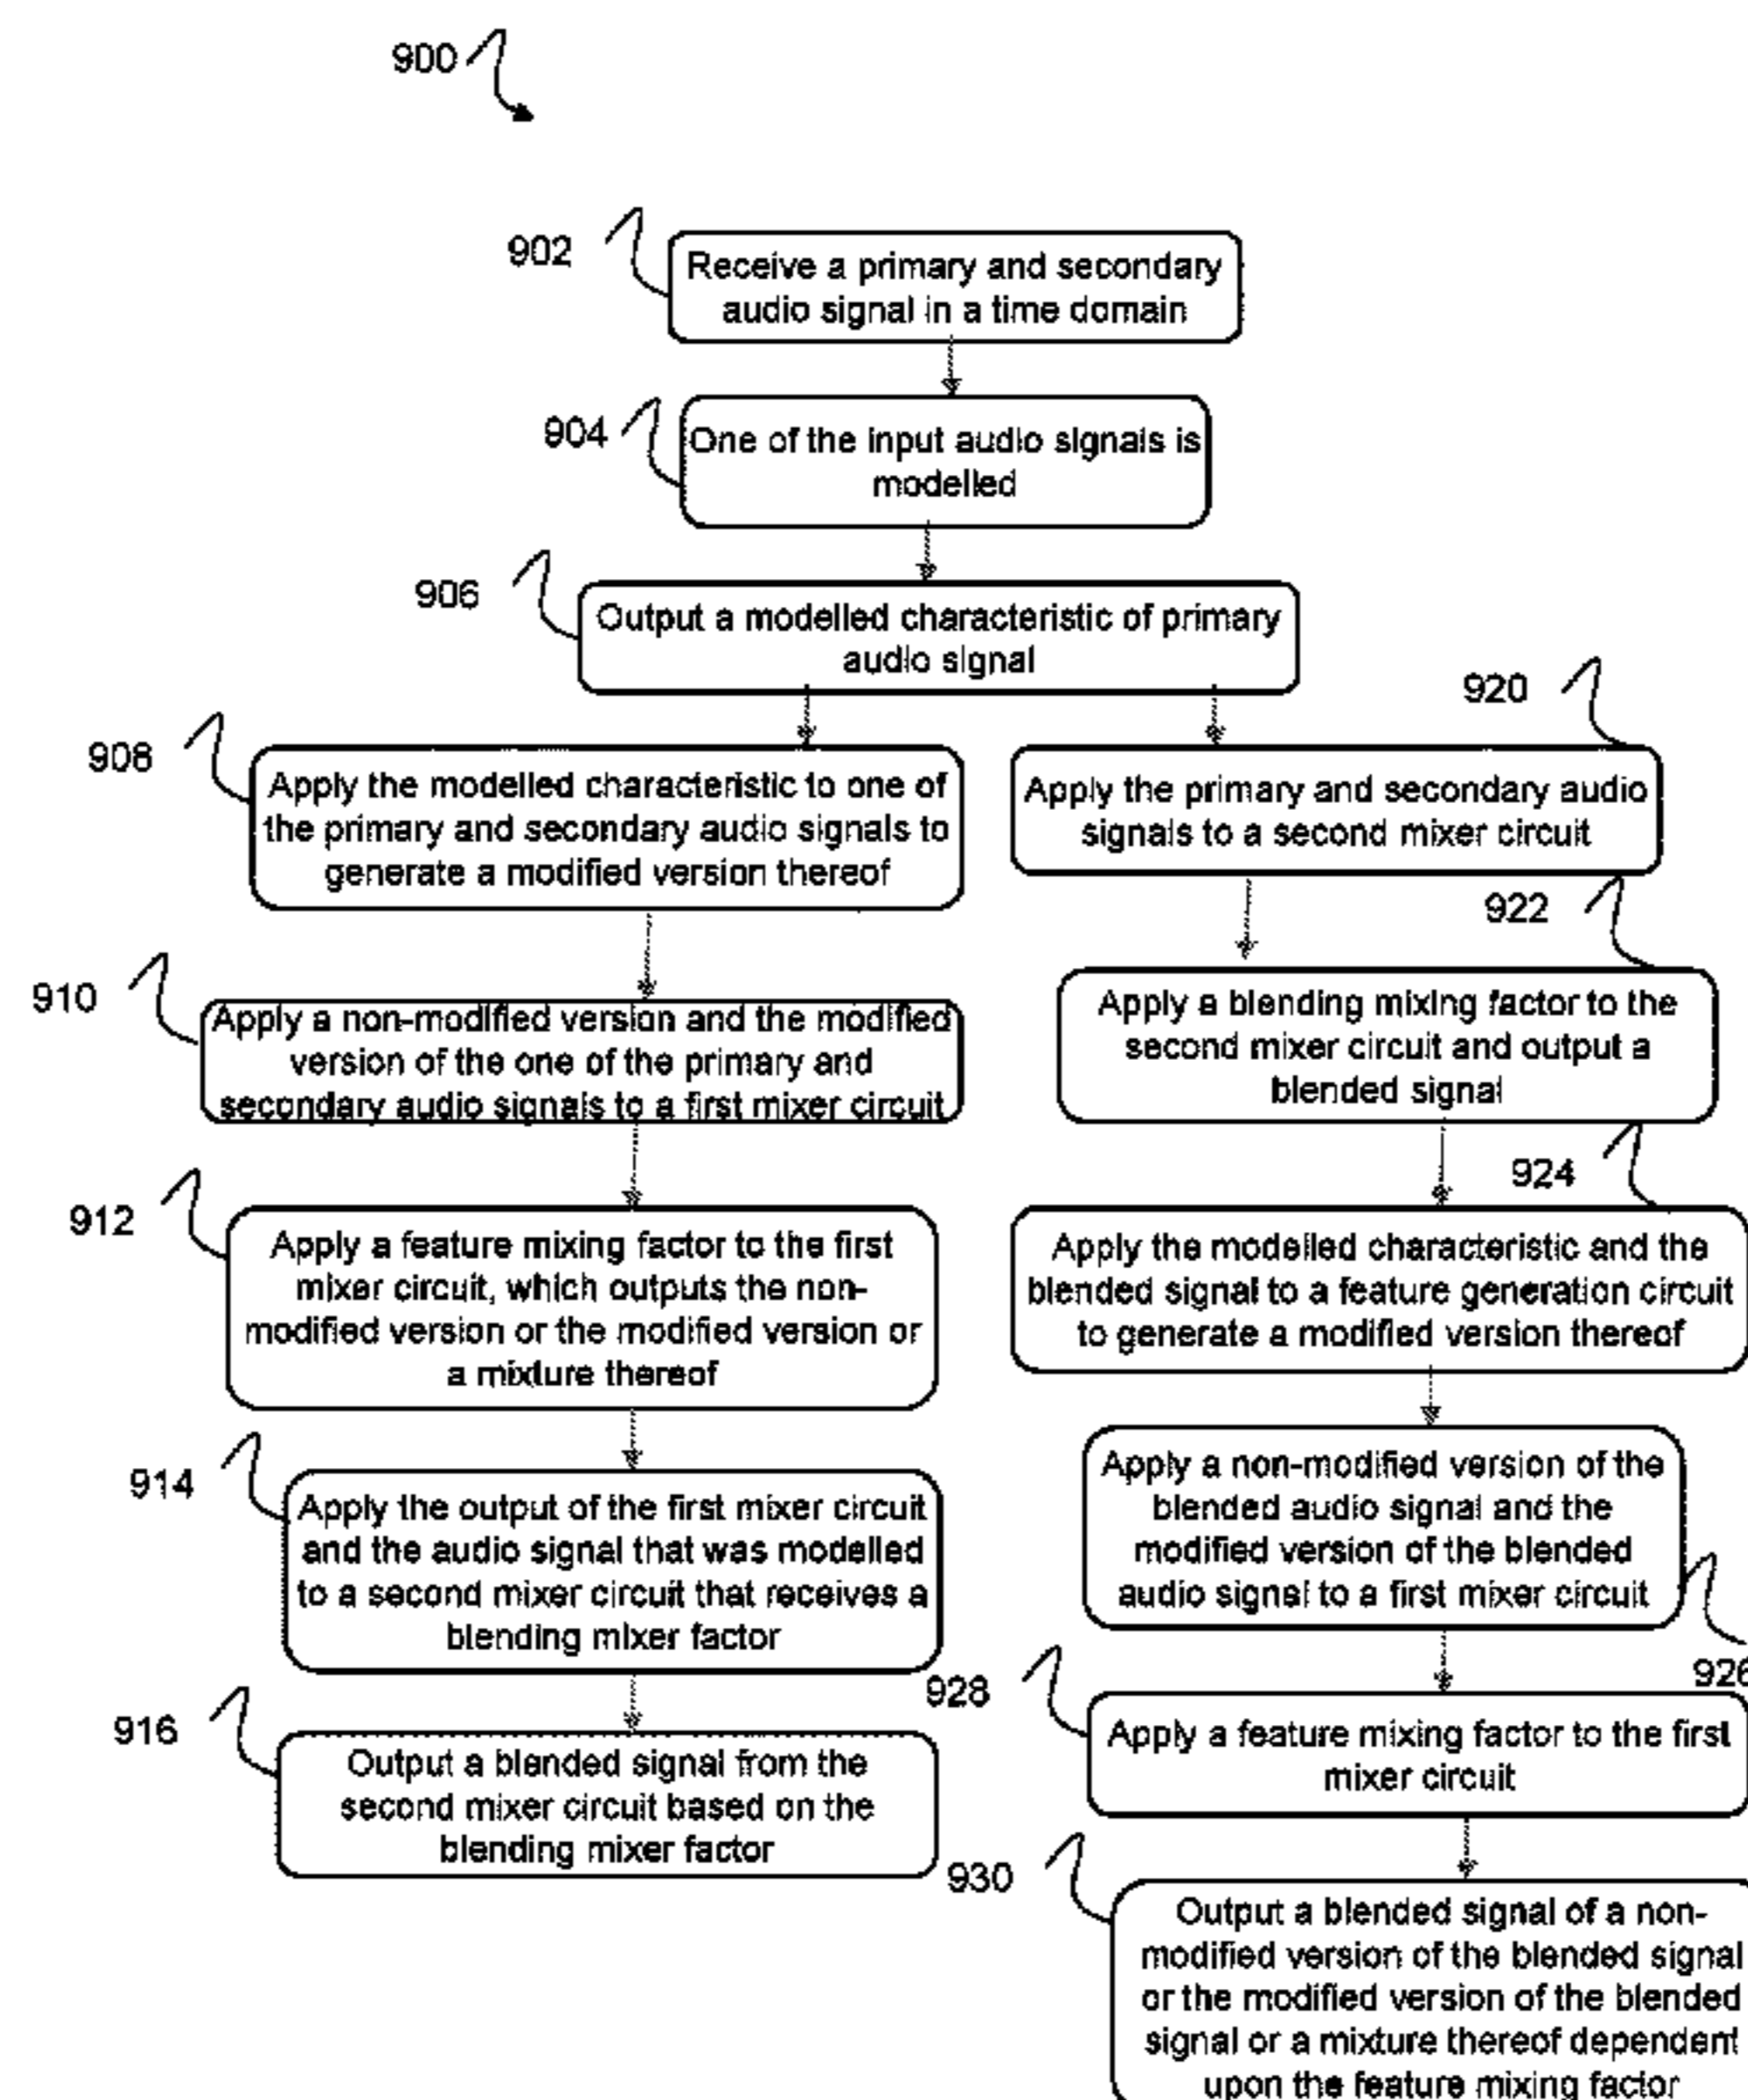 900
902
Receive a primary and secondary
audio signal in a time domain
904
One of the input audio signals is
modelled
906
Output a modelled characteristic of primary
audio signal
908
Apply the modelled characteristic to one of
the primary and secondary audio signals to
generate a modified version thereof
910
Apply a non-modified version and the modified
version of the one of the primary and
secondary audio signals to a first mixer circuit
912
Apply a feature mixing factor to the first
mixer circuit, which outputs the non-
modified version or the modified version or
a mixture thereof
914
Apply the output of the first mixer circuit
and the audio signal that was modelled
to a second mixer circuit that receives a
blending mixer factor
916
Output a blended signal from the
second mixer circuit based on the
blending mixer factor
920
Apply the primary and secondary audio
signals to a second mixer circuit
922
Apply a blending mixing factor to the
second mixer circuit and output a
blended signal
924
Apply the modelled characteristic and the
blended signal to a feature generation circuit
to generate a modified version thereof
Apply a non-modified version of the
blended audio signal and the
modified version of the blended
audio signal to a first mixer circuit
926
928
Apply a feature mixing factor to the first
mixer circuit
930
Output a blended signal of a non-
modified version of the blended signal
or the modified version of the blended
signal or a mixture thereof dependent
upon the feature mixing factor